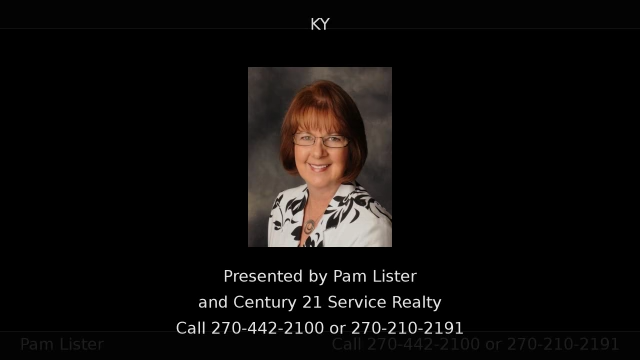 KY
Presented by Pam Lister
and Century 21 Service Realty
Call 270-442-2100 or 270-210-2191
Pam Lister
Call 270-442-2100 or 270-210-2191